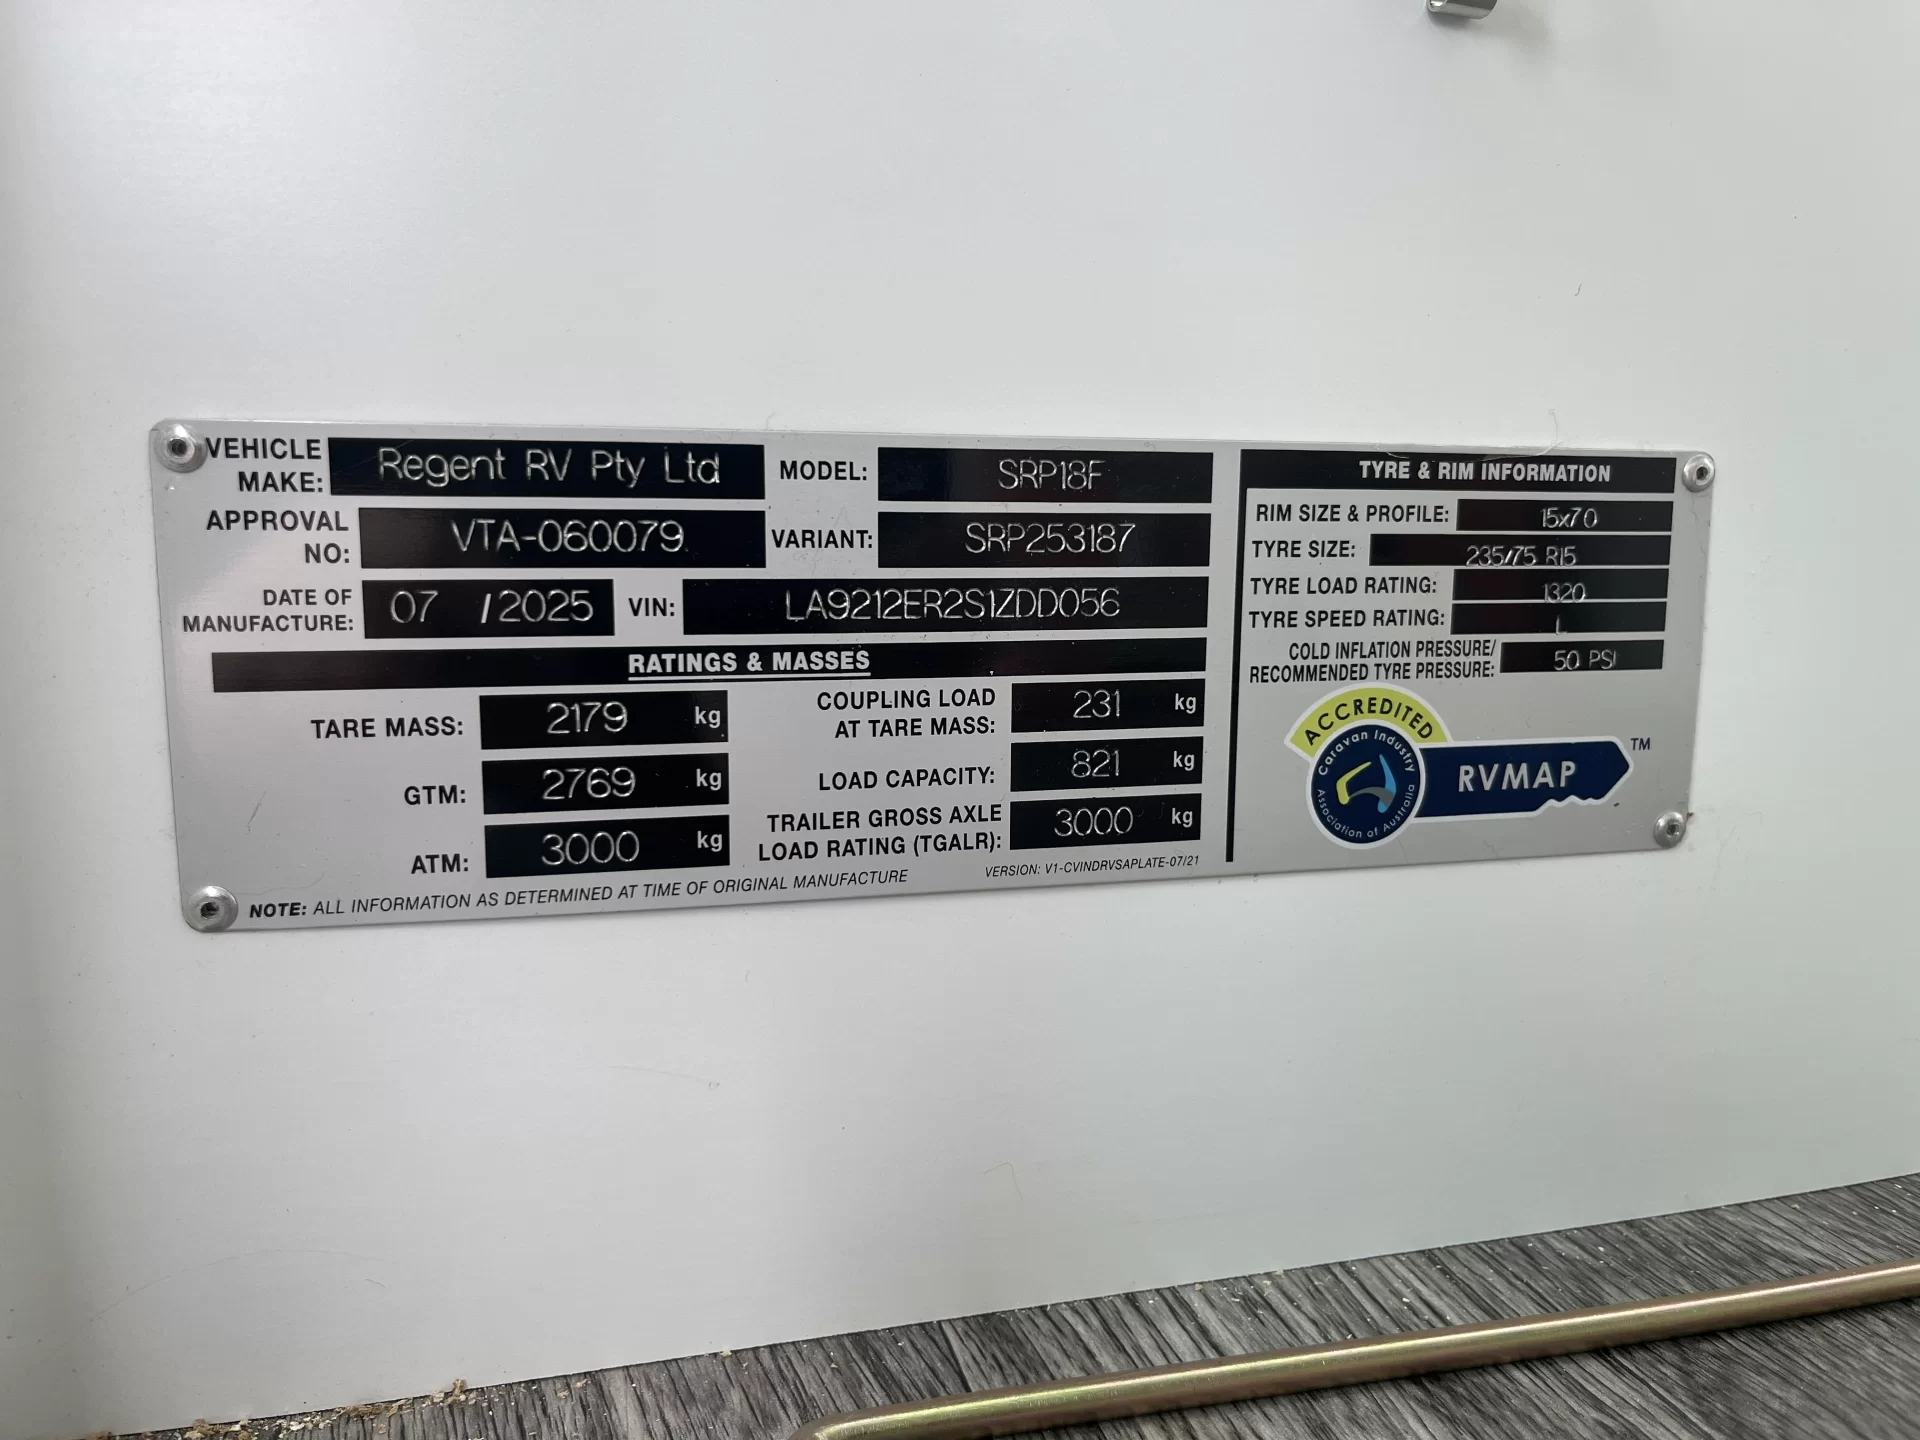 VEHICLE MAKE: Regent RV Pty Ltd
MODEL: SRP18F
APPROVAL NO: VTA-060079
VARIANT: SRP253187
DATE OF MANUFACTURE: 07 / 2025
VIN: LA9212ER2S1ZDD056
RATINGS & MASSES
TARE MASS: 2179 kg
COUPLING LOAD AT TARE MASS: 231 kg
GTM: 2769 kg
LOAD CAPACITY: 821 kg
ATM: 3000 kg
TRAILER GROSS AXLE LOAD RATING (TGALR): 3000 kg
NOTE: ALL INFORMATION AS DETERMINED AT TIME OF ORIGINAL MANUFACTURE
VERSION: V1-CVINDRVSAPLATE-07/21
TYRE & RIM INFORMATION
RIM SIZE & PROFILE: 15x70
TYRE SIZE: 235/75 R15
TYRE LOAD RATING: 1320
TYRE SPEED RATING: L
COLD INFLATION PRESSURE/
RECOMMENDED TYRE PRESSURE: 50 PSI
ACCREDITED
Caravan Industry
Association of Australia
RVMAP TM